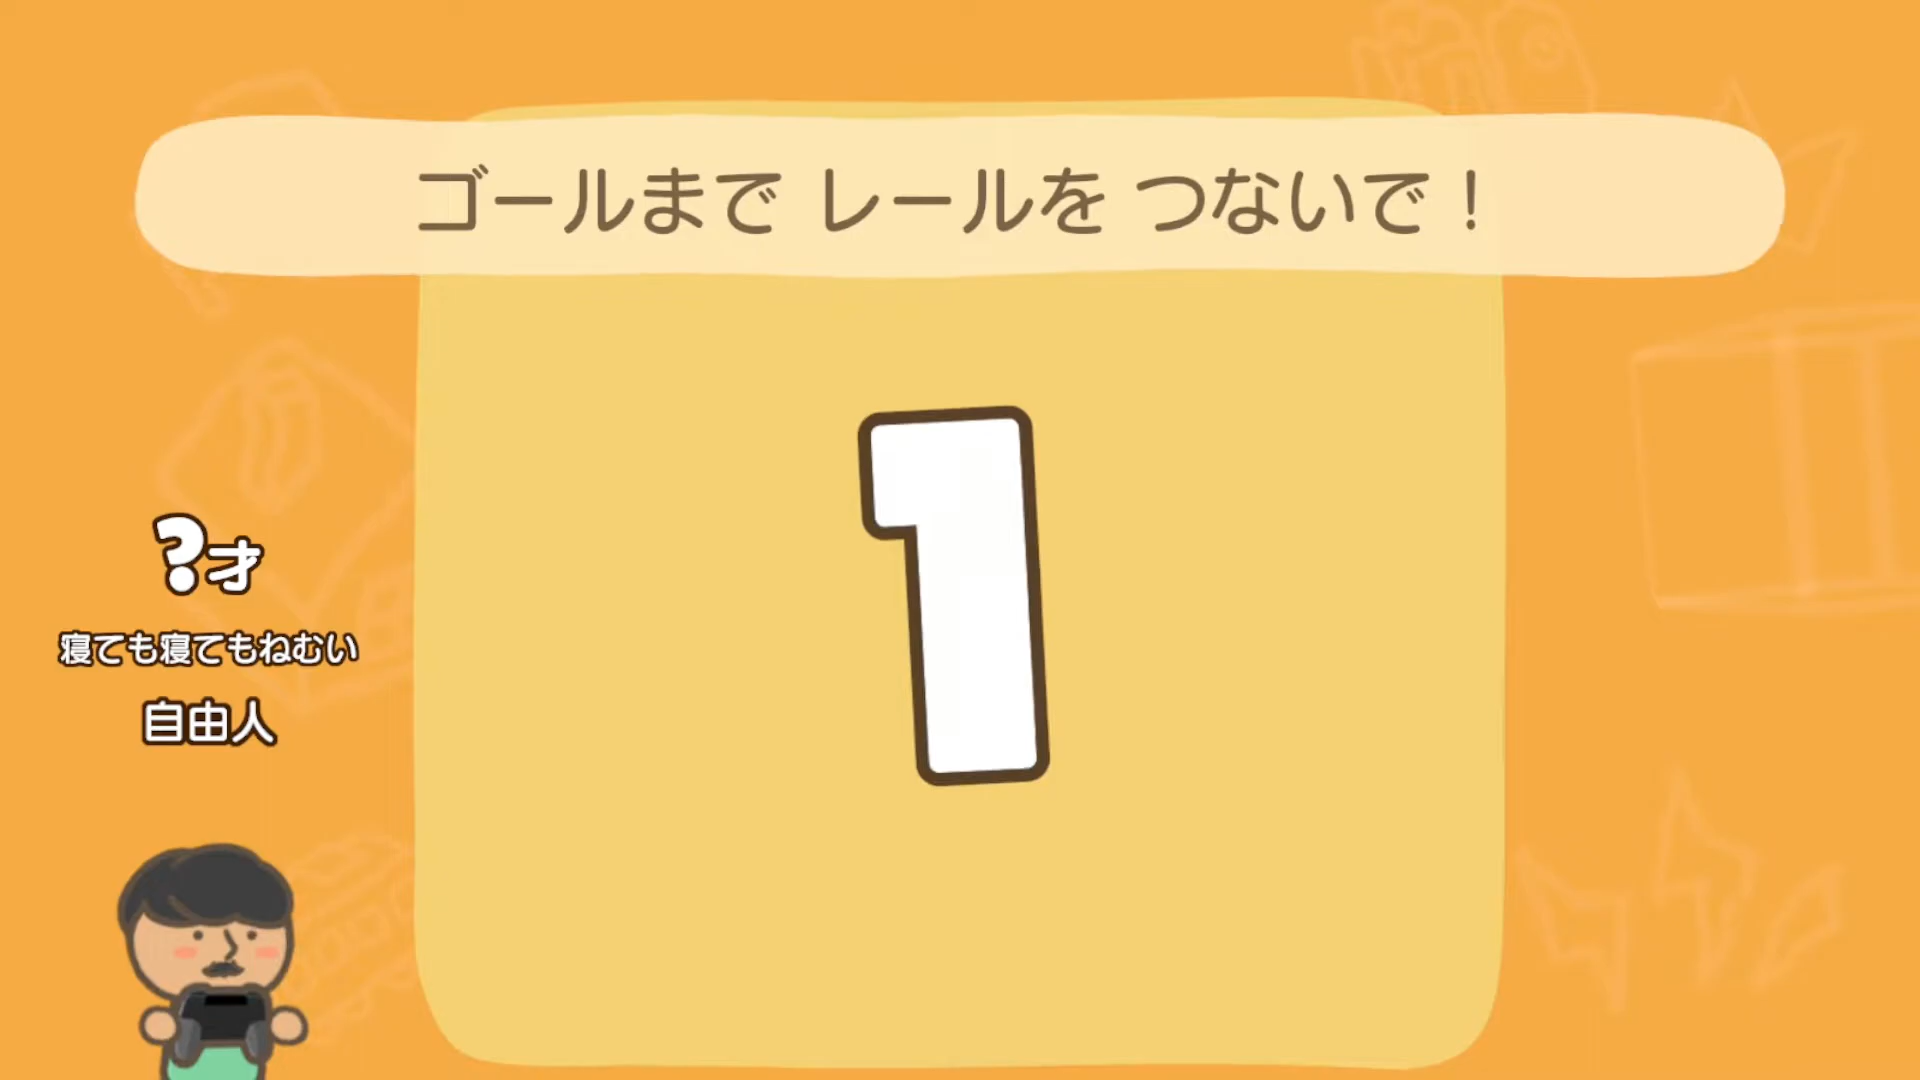 ゴールまで レールを つないで!
1
?才
寝ても寝てもねむい
自由人